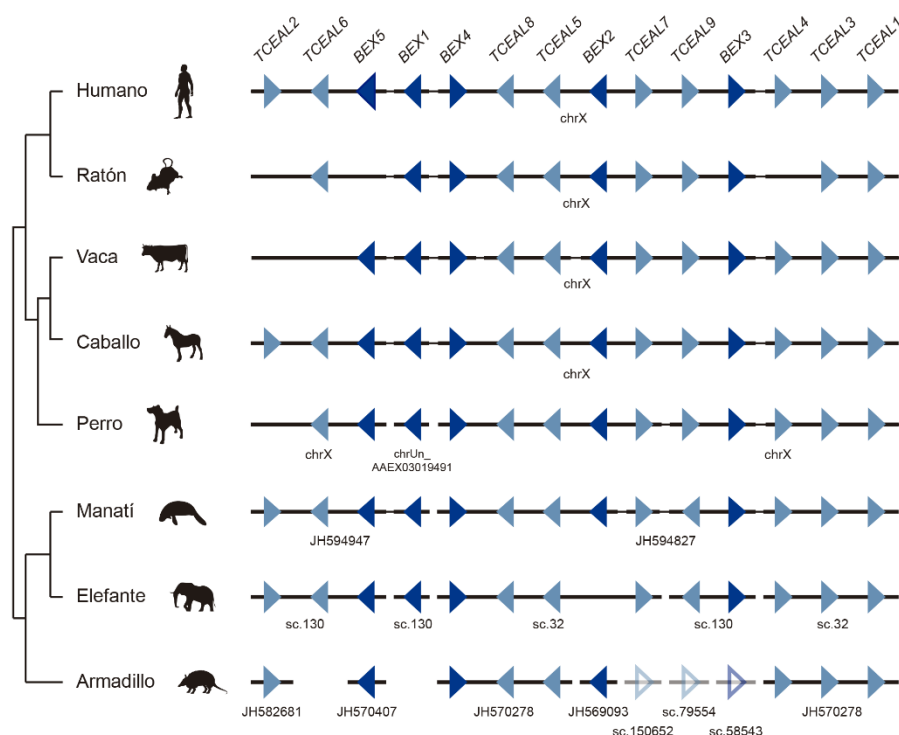 TCEAL2 TCEAL6 BEX5 BEX1 BEX4 TCEAL8 TCEAL5 BEX2 TCEAL7 TCEAL9 BEX3 TCEAL4 TCEAL3 TCEAL1
Humano
chrX
Ratón
chrX
Vaca
chrX
Caballo
chrX
Perro
chrX chrUn_ chrX
AAEX03019491
Manatí
JH594947 JH594827
Elefante
sc.130 sc.130 sc.32 sc.130 sc.32
Armadillo
JH582681 JH570407 JH570278 JH569093 sc.79554 JH570278
sc.150652 sc.58543